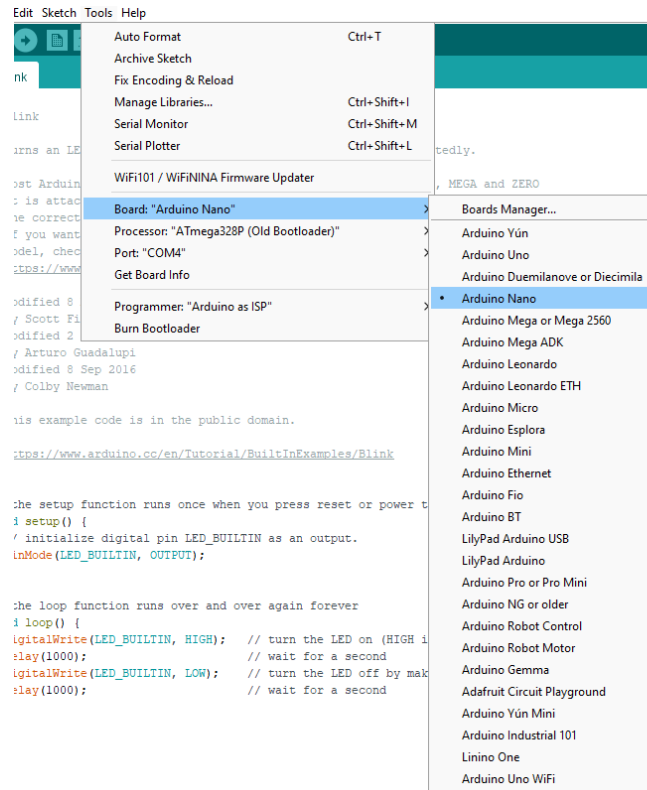 Edit Sketch Tools Help
nk
Auto Format Ctrl+T
Archive Sketch
Fix Encoding & Reload
Manage Libraries... Ctrl+Shift+I
Serial Monitor Ctrl+Shift+M
Serial Plotter Ctrl+Shift+L
WiFi101 / WiFiNINA Firmware Updater
Board: "Arduino Nano"
Processor: "ATmega328P (Old Bootloader)"
Port: "COM4"
Get Board Info
Programmer: "Arduino as ISP"
Burn Bootloader
Boards Manager...
Arduino Yún
Arduino Uno
Arduino Duemilanove or Diecimila
Arduino Nano
Arduino Mega or Mega 2560
Arduino Mega ADK
Arduino Leonardo
Arduino Leonardo ETH
Arduino Micro
Arduino Esplora
Arduino Mini
Arduino Ethernet
Arduino Fio
Arduino BT
LilyPad Arduino USB
LilyPad Arduino
Arduino Pro or Pro Mini
Arduino NG or older
Arduino Robot Control
Arduino Robot Motor
Arduino Gemma
Adafruit Circuit Playground
Arduino Yún Mini
Arduino Industrial 101
Linino One
Arduino Uno WiFi
link
urns an LE tedly.
ost Arduin , MEGA and ZERO
t is attac
he correct
f you want
odel, chec
ttps://www
odified 8
y Scott Fi
odified 2
y Arturo Guadalupi
odified 8 Sep 2016
y Colby Newman
his example code is in the public domain.
ttps://www.arduino.cc/en/Tutorial/BuiltInExamples/Blink
the setup function runs once when you press reset or power t
d setup() {
/ initialize digital pin LED_BUILTIN as an output.
inMode(LED_BUILTIN, OUTPUT);
the loop function runs over and over again forever
d loop() {
igitalWrite(LED_BUILTIN, HIGH); // turn the LED on (HIGH i
elay(1000); // wait for a second
igitalWrite(LED_BUILTIN, LOW); // turn the LED off by mak
elay(1000); // wait for a second